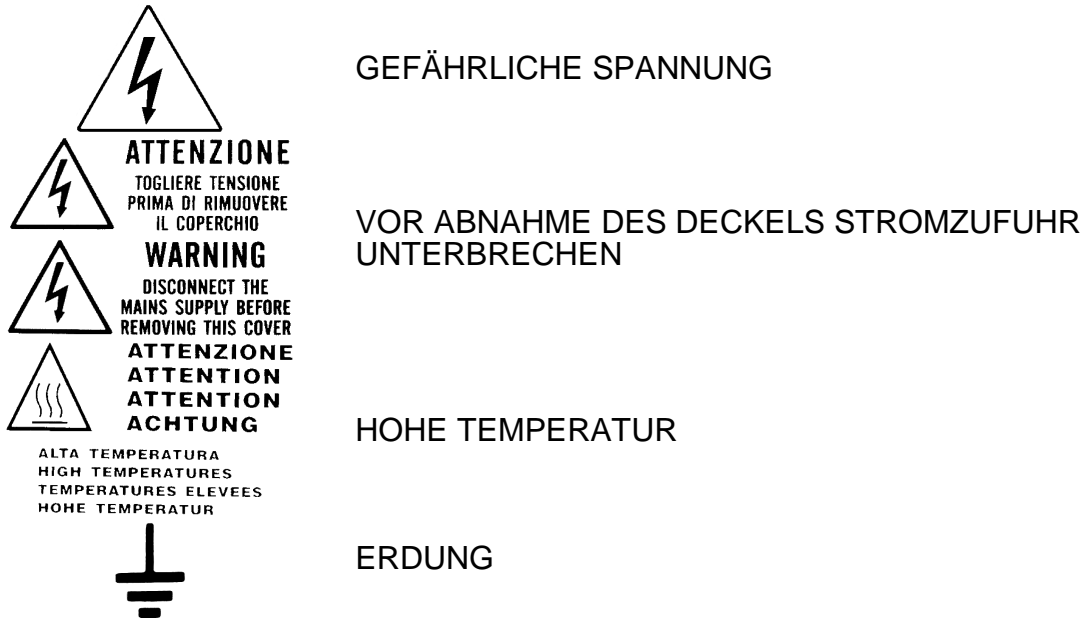 GEFÄHRLICHE SPANNUNG
ATTENZIONE
TOGLIERE TENSIONE
PRIMA DI RIMUOVERE
IL COPERCHIO
WARNING
DISCONNECT THE
MAINS SUPPLY BEFORE
REMOVING THIS COVER
VOR ABNAHME DES DECKELS STROMZUFUHR
UNTERBRECHEN
ATTENZIONE
ATTENTION
ATTENTION
ACHTUNG
ALTA TEMPERATURA
HIGH TEMPERATURES
TEMPERATURES ELEVEES
HOHE TEMPERATUR
HOHE TEMPERATUR
ERDUNG